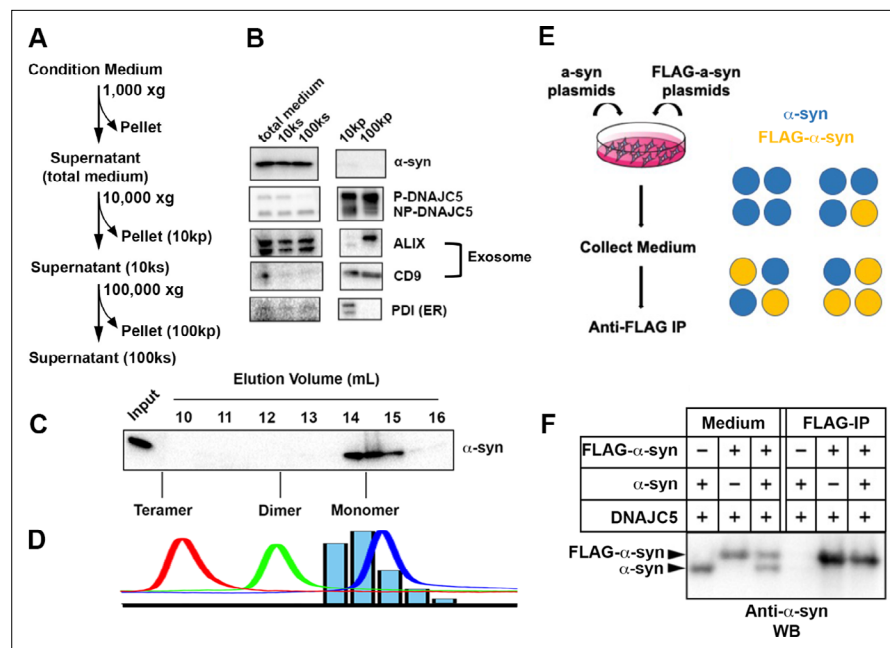 A
Condition Medium
1,000 xg
Pellet
Supernatant
(total medium)
10,000 xg
Pellet (10kp)
Supernatant (10ks)
100,000 xg
Pellet (100kp)
Supernatant (100ks)
B
total medium
10ks
100ks
10kp
100kp
α-syn
P-DNAJC5
NP-DNAJC5
ALIX
CD9
Exosome
PDI (ER)
C
Elution Volume (mL)
Input
10 11 12 13 14 15 16
α-syn
Teramer Dimer Monomer
D
E
a-syn
plasmids
FLAG-a-syn
plasmids
α-syn
FLAG-α-syn
Collect Medium
Anti-FLAG IP
F
Medium FLAG-IP
FLAG-α-syn − + + − + +
α-syn + − + + − +
DNAJC5 + + + + + +
FLAG-α-syn
α-syn
Anti-α-syn
WB